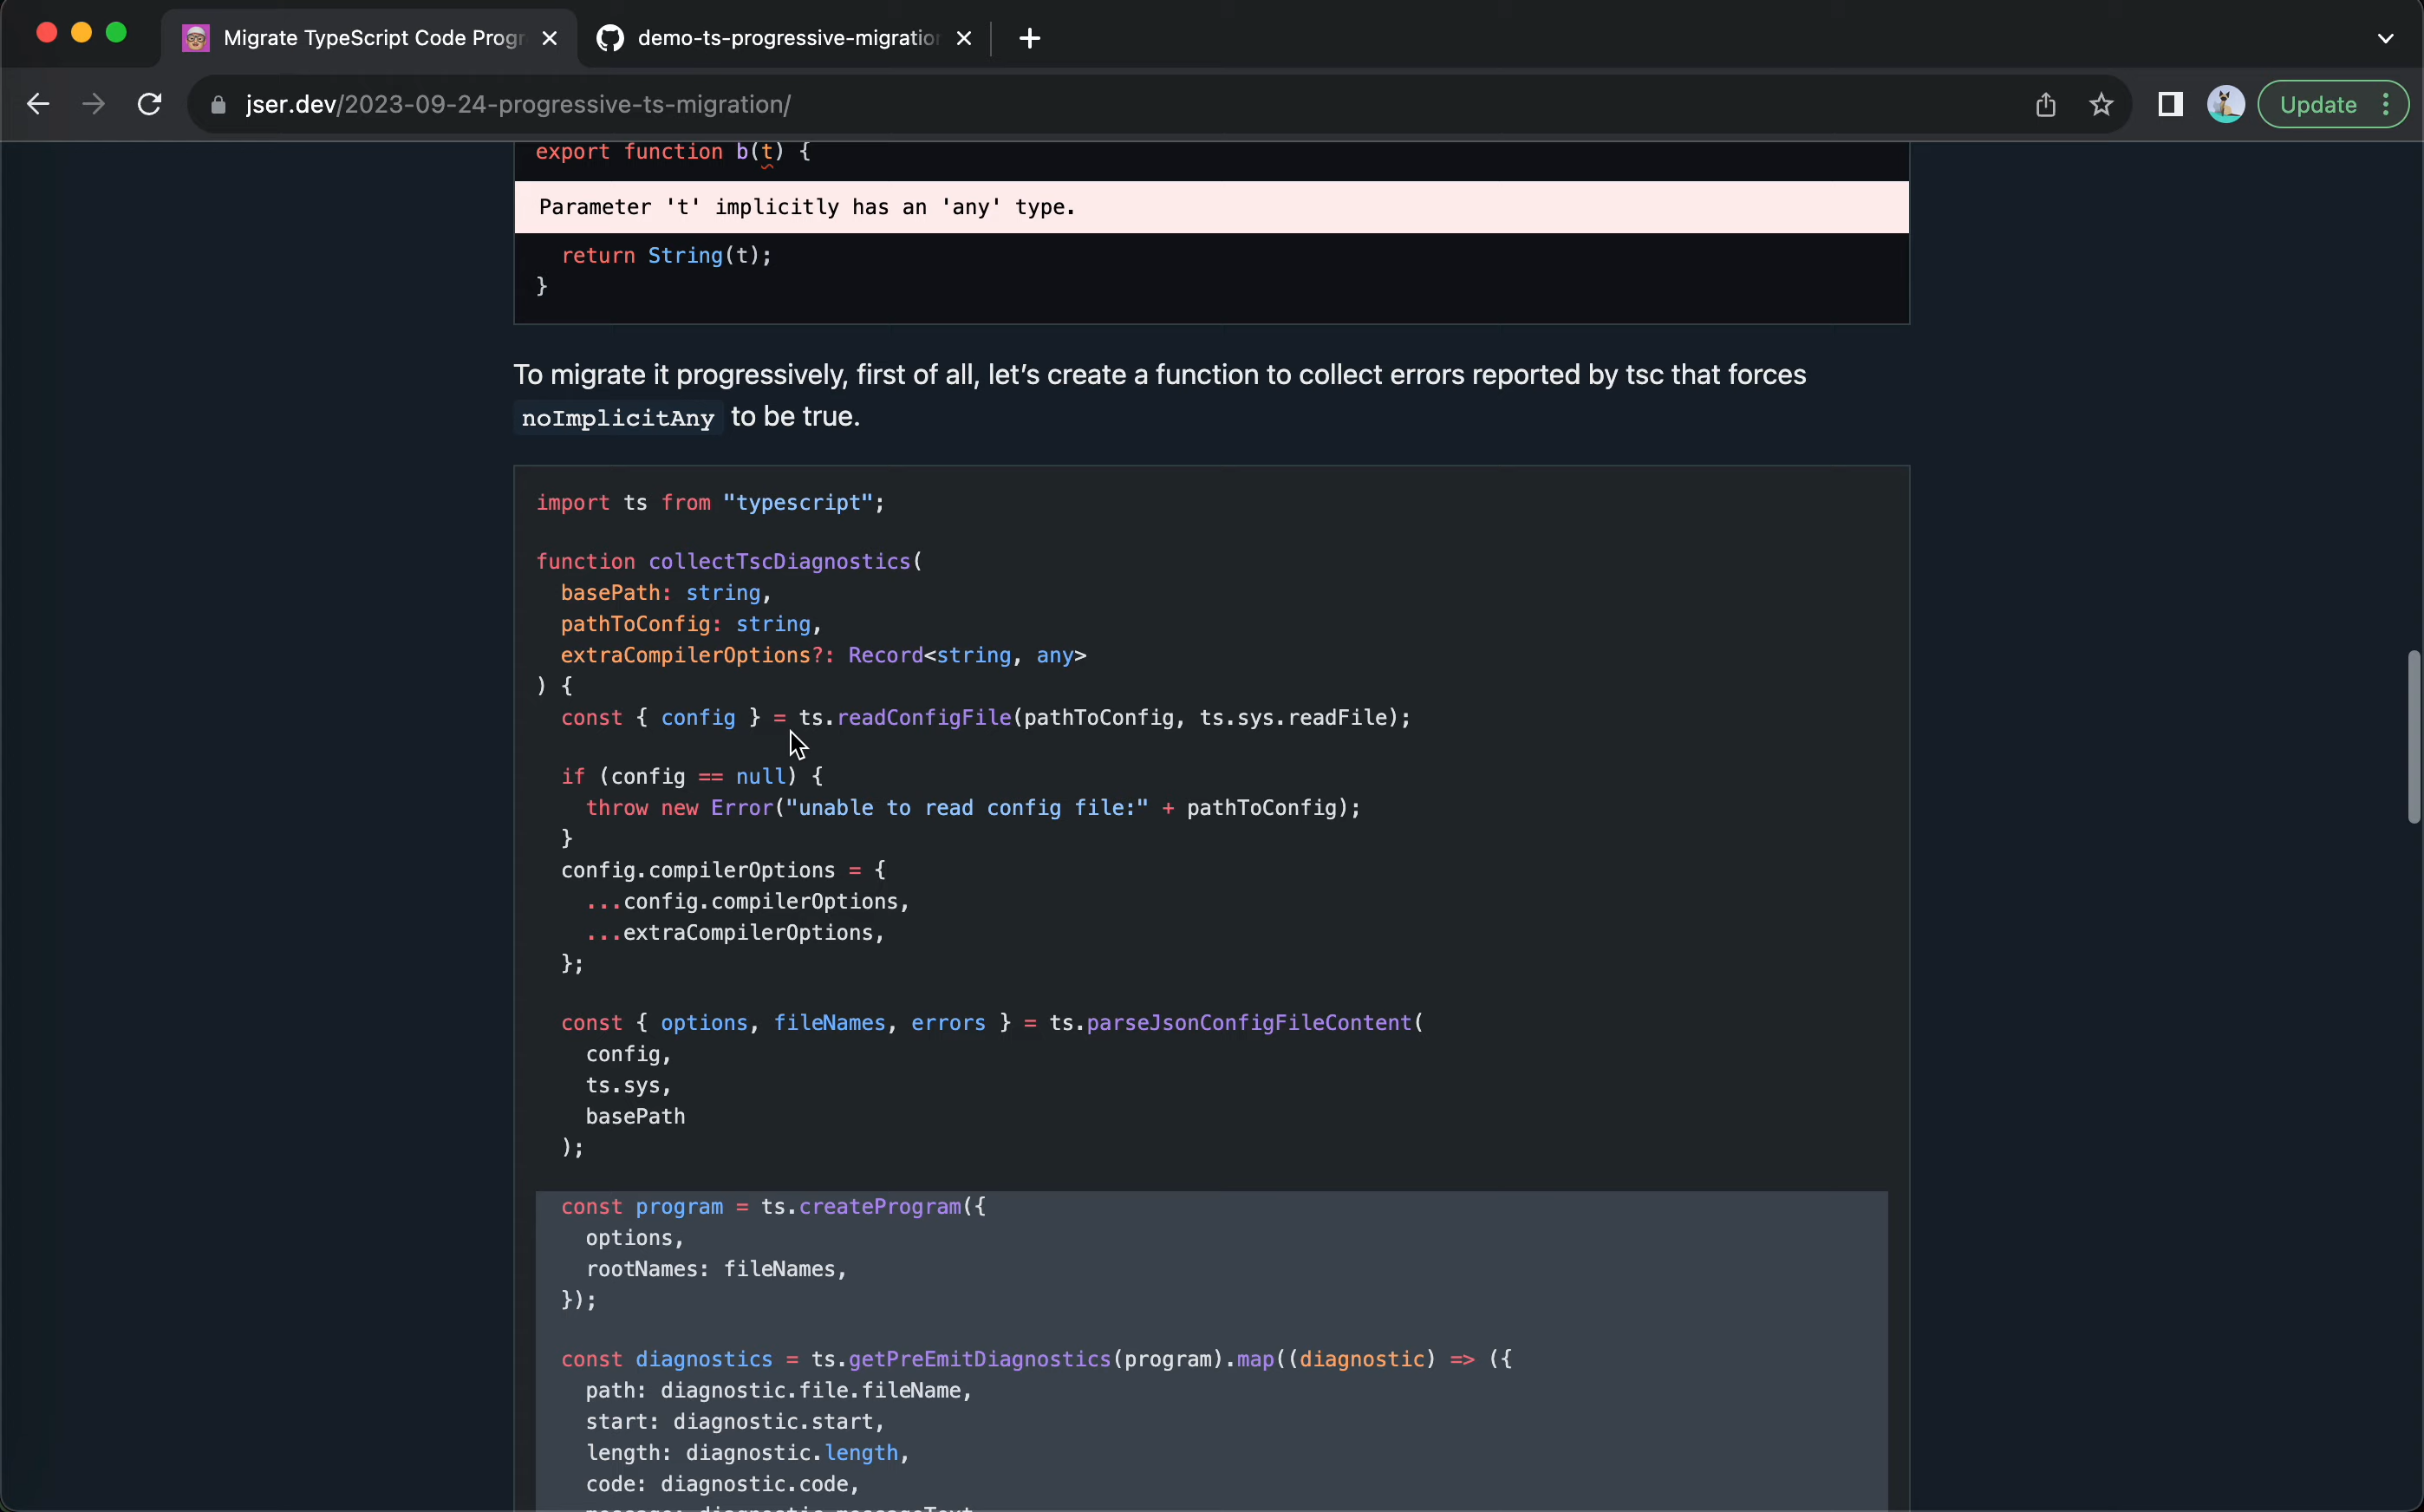 Migrate TypeScript Code Progr
demo-ts-progressive-migration
jser.dev/2023-09-24-progressive-ts-migration/
Update
export function b(t) {
Parameter 't' implicitly has an 'any' type.
return String(t);
}
To migrate it progressively, first of all, let's create a function to collect errors reported by tsc that forces
noImplicitAny to be true.
import ts from "typescript";
function collectTscDiagnostics(
basePath: string,
pathToConfig: string,
extraCompilerOptions?: Record<string, any>
) {
const { config } = ts.readConfigFile(pathToConfig, ts.sys.readFile);
if (config == null) {
throw new Error("unable to read config file:" + pathToConfig);
}
config.compilerOptions = {
...config.compilerOptions,
...extraCompilerOptions,
};
const { options, fileNames, errors } = ts.parseJsonConfigFileContent(
config,
ts.sys,
basePath
);
const program = ts.createProgram({
options,
rootNames: fileNames,
});
const diagnostics = ts.getPreEmitDiagnostics(program).map((diagnostic) => ({
path: diagnostic.file.fileName,
start: diagnostic.start,
length: diagnostic.length,
code: diagnostic.code,